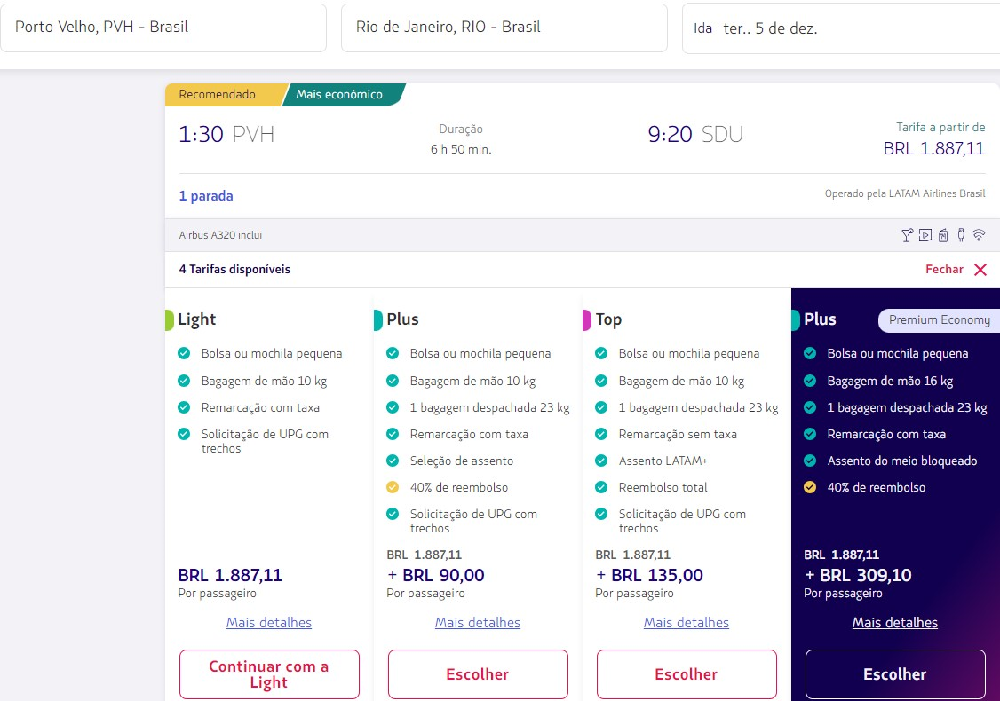 Porto Velho, PVH - Brasil
Rio de Janeiro, RIO - Brasil
Ida ter.. 5 de dez.
Recomendado
Mais econômico
1:30 PVH
Duração
6 h 50 min.
9:20 SDU
Tarifa a partir de
BRL 1.887,11
1 parada
Operado pela LATAM Airlines Brasil
Airbus A320 inclui
4 Tarifas disponíveis
Fechar
Light
Bolsa ou mochila pequena
Bagagem de mão 10 kg
Remarcação com taxa
Solicitação de UPG com
trechos
BRL 1.887,11
Por passageiro
Mais detalhes
Continuar com a
Light
Plus
Bolsa ou mochila pequena
Bagagem de mão 10 kg
1 bagagem despachada 23 kg
Remarcação com taxa
Seleção de assento
40% de reembolso
Solicitação de UPG com
trechos
BRL 1.887,11
+ BRL 90,00
Por passageiro
Mais detalhes
Escolher
Top
Bolsa ou mochila pequena
Bagagem de mão 10 kg
1 bagagem despachada 23 kg
Remarcação sem taxa
Assento LATAM+
Reembolso total
Solicitação de UPG com
trechos
BRL 1.887,11
+ BRL 135,00
Por passageiro
Mais detalhes
Escolher
Plus
Premium Economy
Bolsa ou mochila pequena
Bagagem de mão 16 kg
1 bagagem despachada 23 kg
Remarcação com taxa
Assento do meio bloqueado
40% de reembolso
BRL 1.887,11
+ BRL 309,10
Por passageiro
Mais detalhes
Escolher